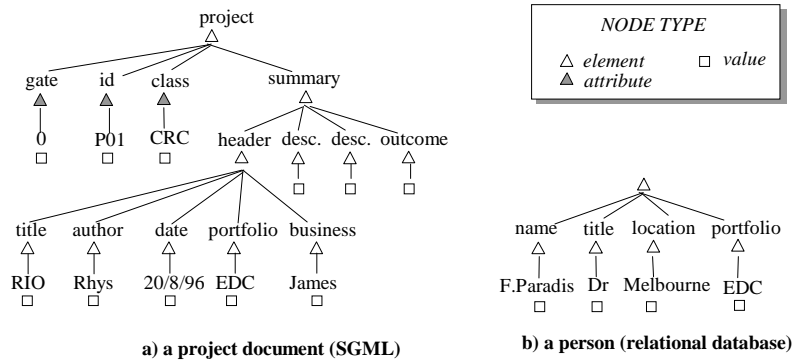 project
NODE TYPE
element
value
attribute
gate id class summary
0 P01 CRC
header desc. desc. outcome
title author date portfolio business
RIO Rhys 20/8/96 EDC James
name title location portfolio
F.Paradis Dr Melbourne EDC
a) a project document (SGML)
b) a person (relational database)